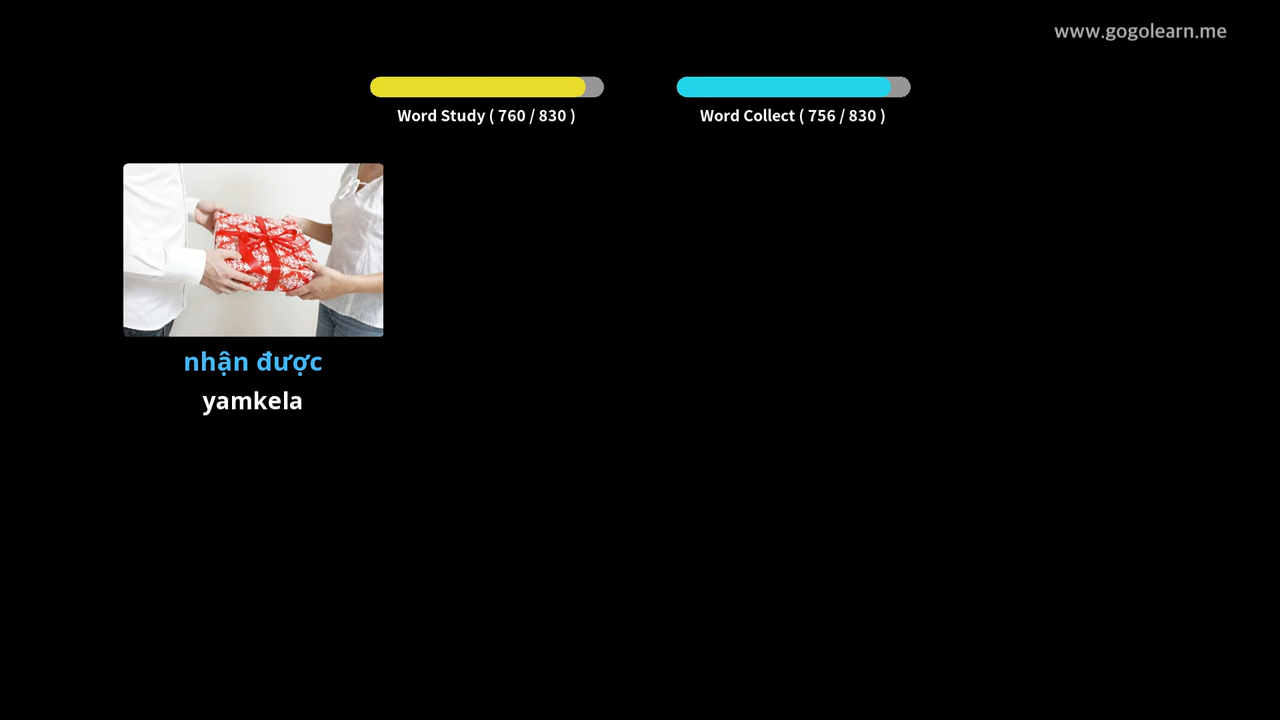 www.gogolearn.me
Word Study ( 760 / 830 )
Word Collect ( 756 / 830 )
nhận được
yamkela